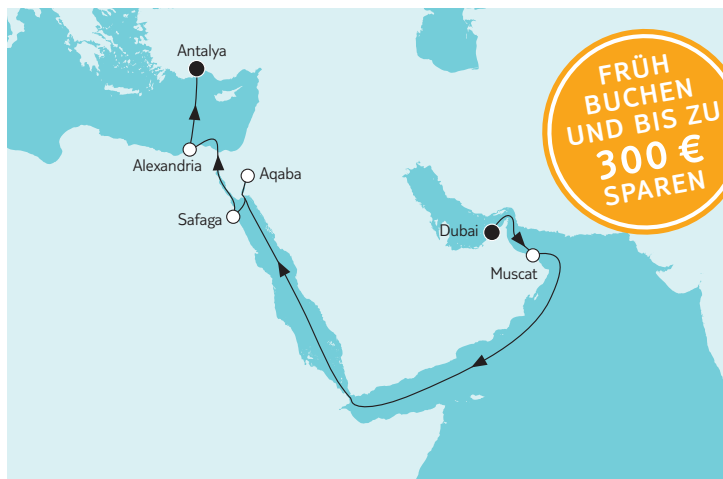 Antalya
FRÜH
BUCHEN
UND BIS ZU
300 €
SPAREN
Alexandria
Aqaba
Safaga
Dubai
Muscat